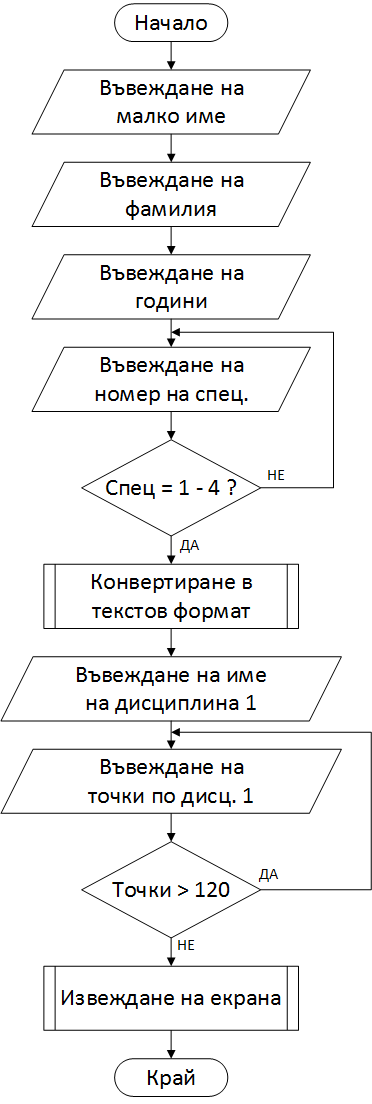 Начало
Въвеждане на
малко име
Въвеждане на
фамилия
Въвеждане на
години
Въвеждане на
номер на спец.
Спец = 1 - 4 ?
НЕ
ДА
Конвертиране в
текстов формат
Въвеждане на име
на дисциплина 1
Въвеждане на
точки по дисц. 1
Точки > 120
ДА
НЕ
Извеждане на екрана
Край